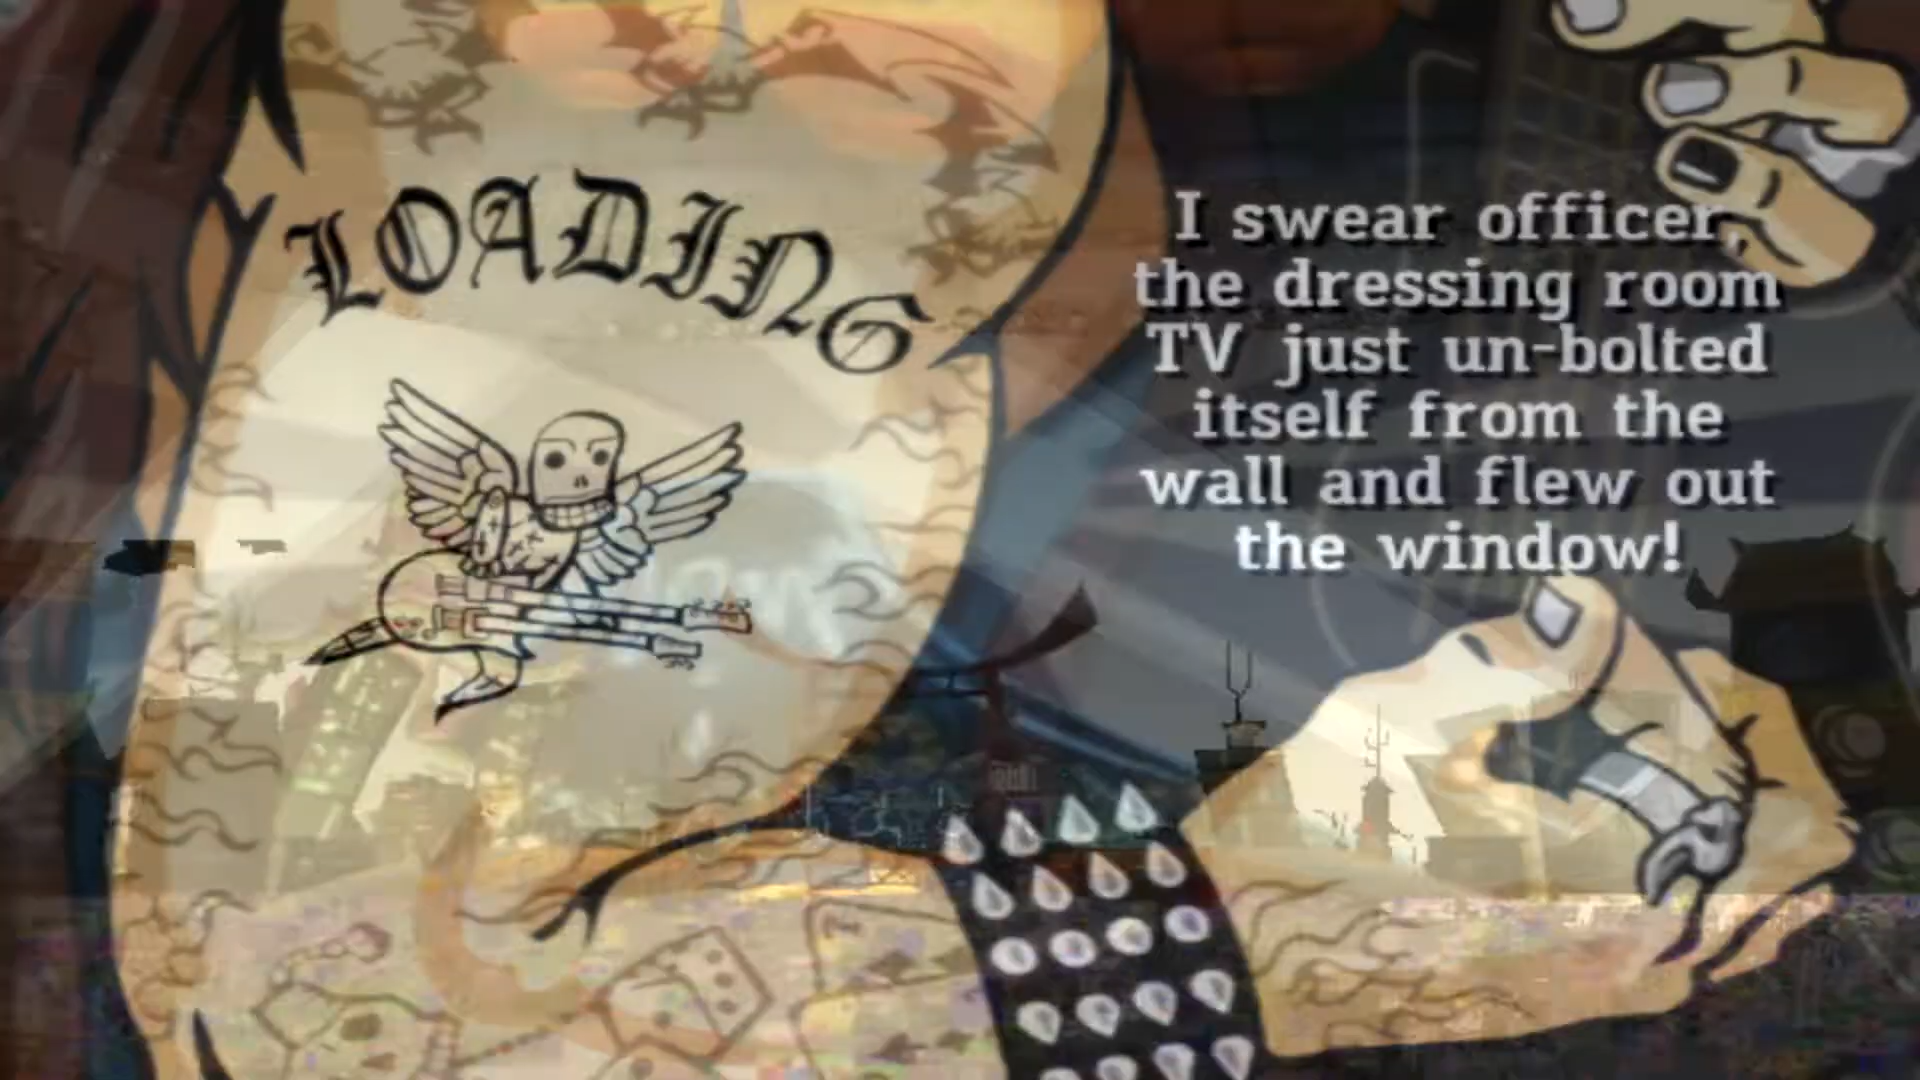 LOADING
I swear officer,
the dressing room
TV just un-bolted
itself from the
wall and flew out
the window!